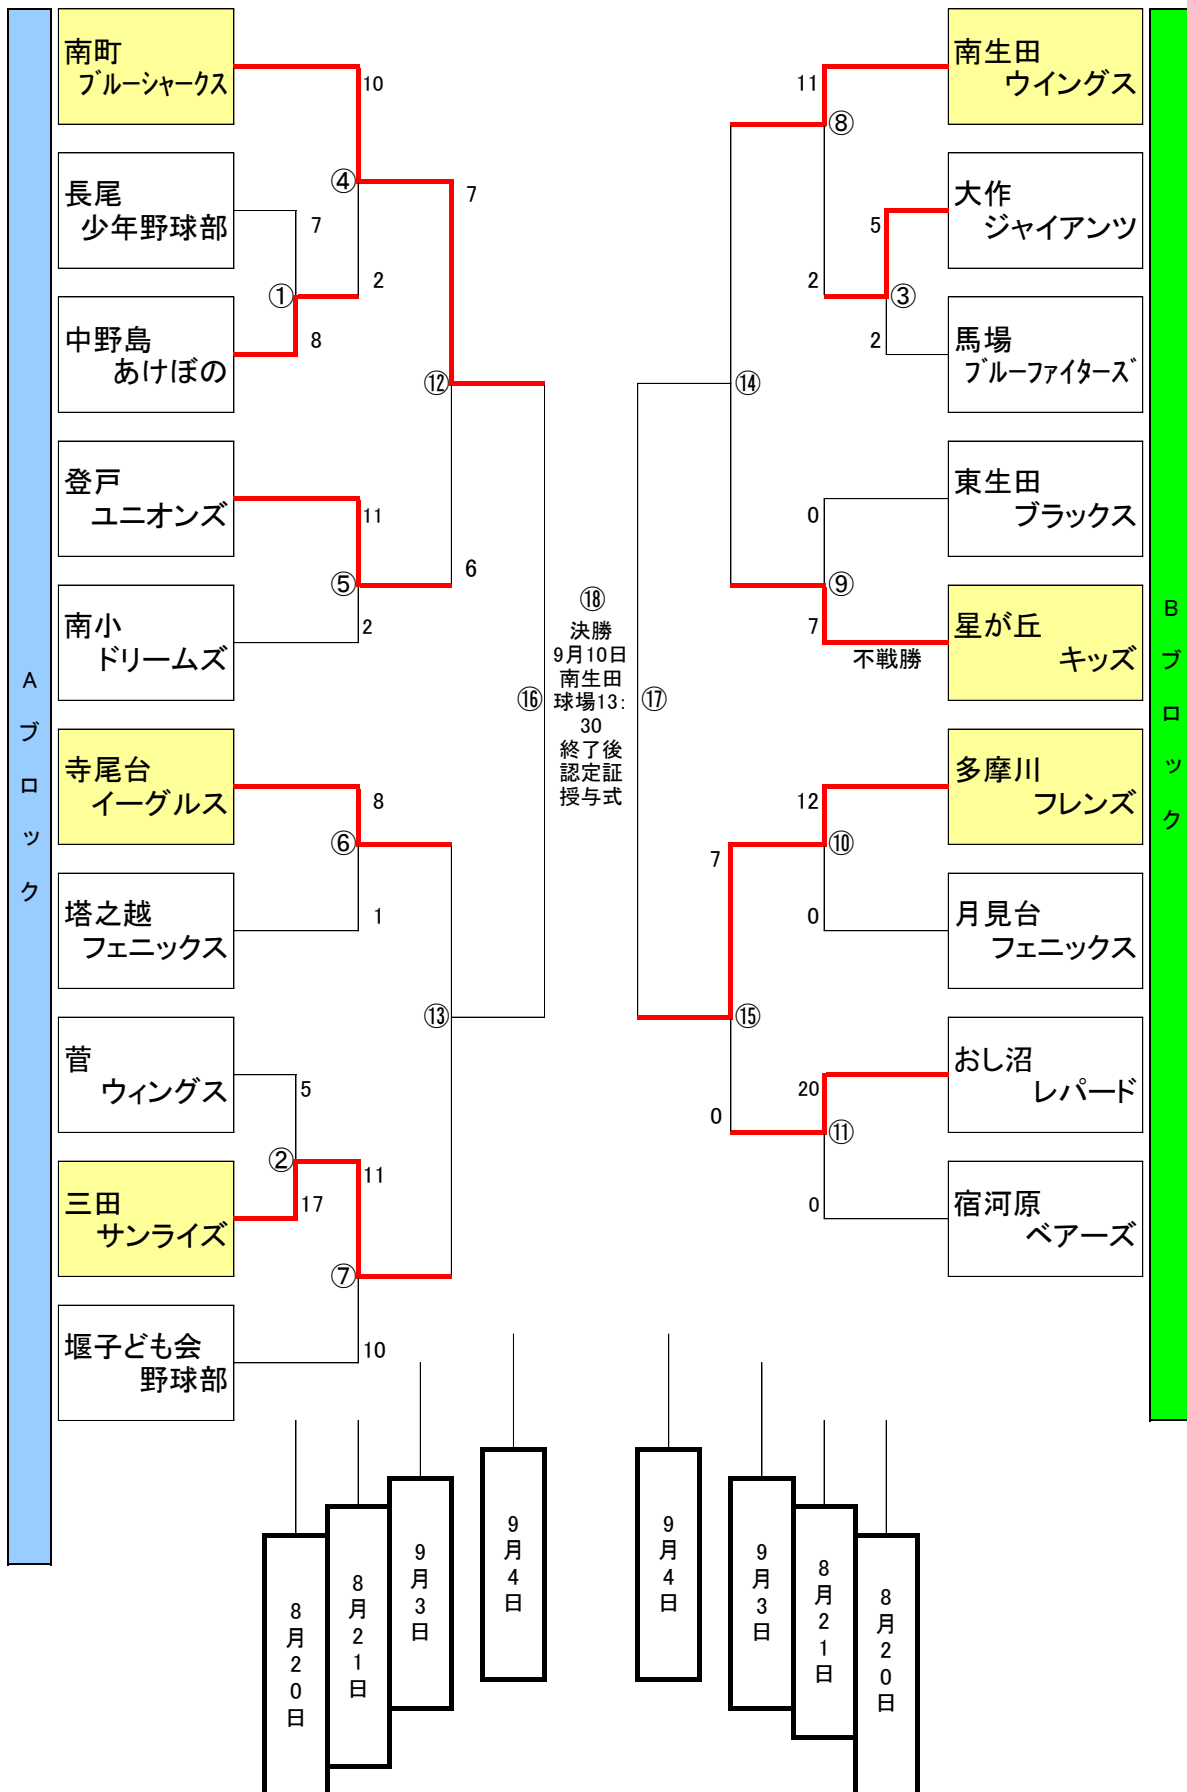 Aブロック
南町
ブルーシャークス
長尾
少年野球部
中野島
あけぼの
登戸
ユニオンズ
南小
ドリームズ
寺尾台
イーグルス
塔之越
フェニックス
菅
ウィングス
三田
サンライズ
堰子ども会
野球部
10
④
7
7
①
2
8
⑫
11
⑤
6
2
⑯
8
⑥
1
⑬
5
②
11
17
⑦
10
⑱
決勝
9月10日
南生田
球場13:
30
終了後
認定証
授与式
⑰
11
⑧
5
2
③
2
⑭
0
⑨
7
不戦勝
12
⑩
7
0
⑮
20
0
⑪
0
南生田
ウイングス
大作
ジャイアンツ
馬場
ブルーファイターズ
東生田
ブラックス
星が丘
キッズ
多摩川
フレンズ
月見台
フェニックス
おし沼
レパード
宿河原
ベアーズ
Bブロック
8月20日
8月21日
9月3日
9月4日
9月4日
9月3日
8月21日
8月20日